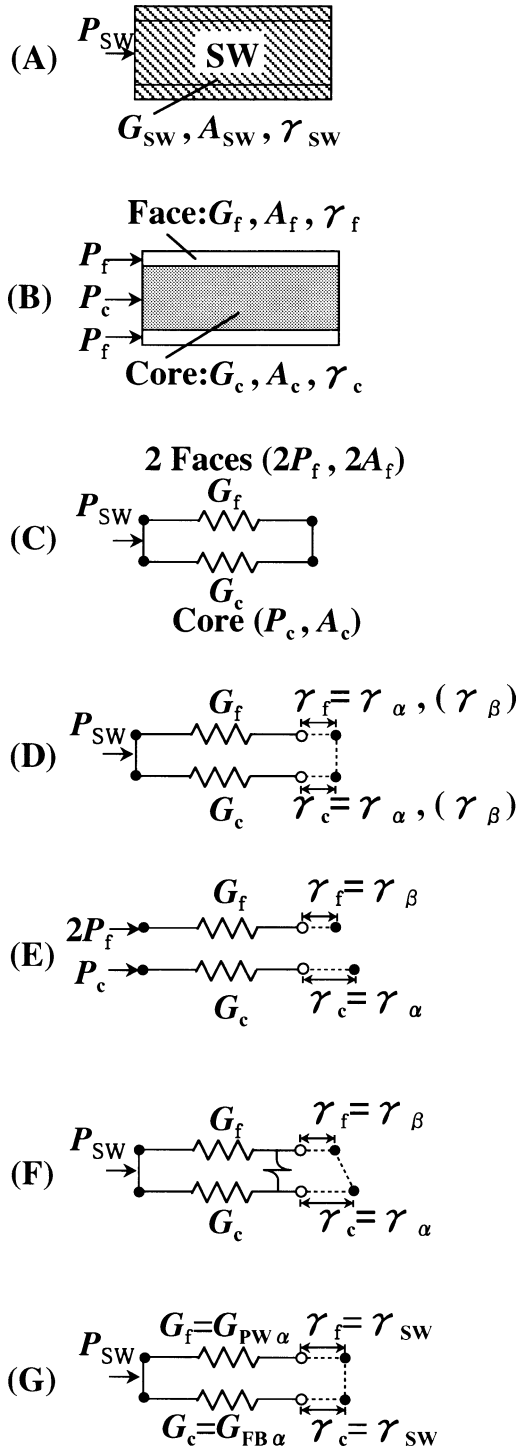 (A)
P_SW
SW
G_SW , A_SW , γ_SW
Face:G_f , A_f , γ_f
(B)
P_f
P_c
P_f
Core:G_c , A_c , γ_c
2 Faces (2P_f , 2A_f)
(C)
P_SW
G_f
G_c
Core (P_c , A_c)
(D)
P_SW
G_f
γ_f = γ_α , (γ_β)
G_c
γ_c = γ_α , (γ_β)
(E)
2P_f
G_f
γ_f = γ_β
P_c
G_c
γ_c = γ_α
(F)
P_SW
G_f
γ_f = γ_β
G_c
γ_c = γ_α
(G)
P_SW
G_f=G_PWα
γ_f = γ_SW
G_c=G_FBα
γ_c = γ_SW